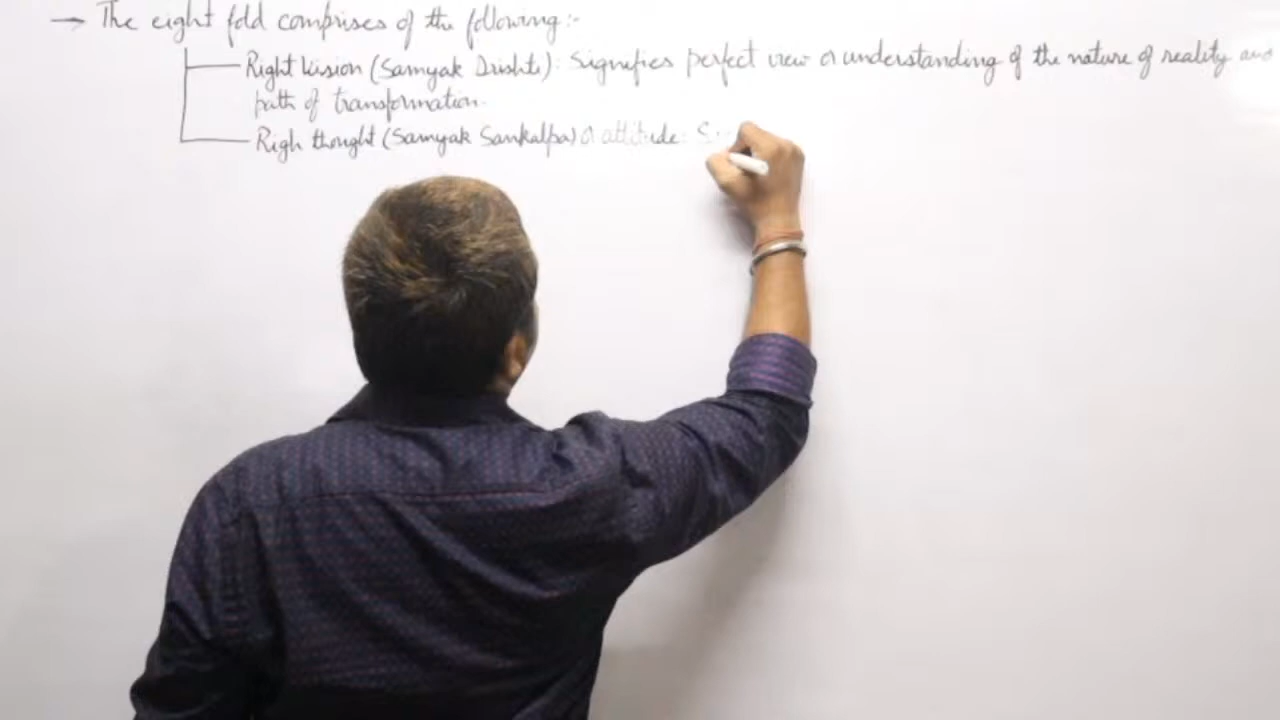 → The eight fold comprises of the following :-
Right Vision (Samyak Drishti): Signifies perfect view or understanding of the nature of reality and
path of transformation.
Righ thought (Samyak Sankalpa) or attitude: S